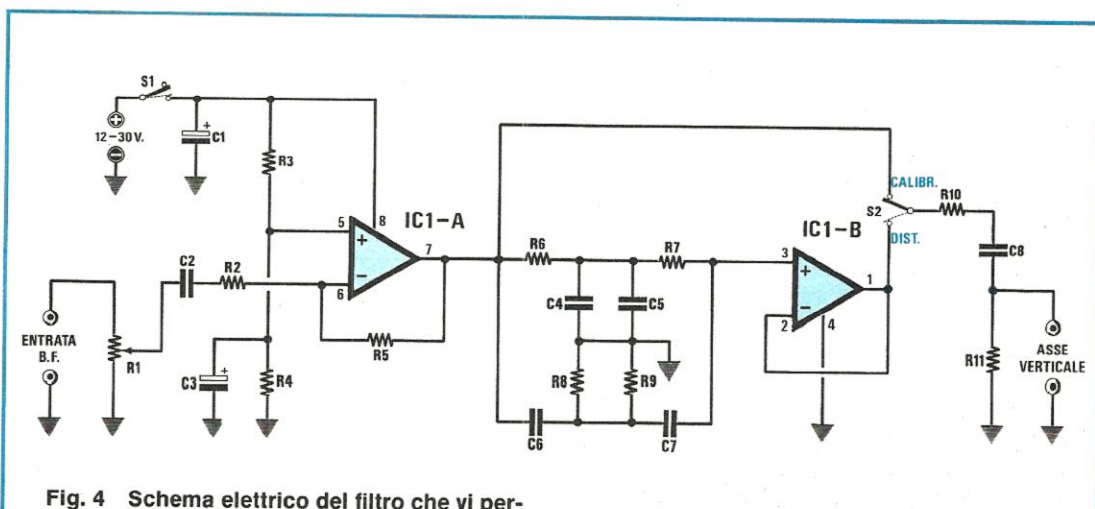 S1
12–30 V.
C1
R3
IC1-A
5
8
7
6
C2
R2
R5
ENTRATA
B.F.
R1
C3
R4
R6
R7
C4
C5
R8
R9
C6
C7
IC1-B
3
1
2
4
CALIBR.
S2
DIST.
R10
C8
R11
ASSE
VERTICALE
Fig. 4 Schema elettrico del filtro che vi per-